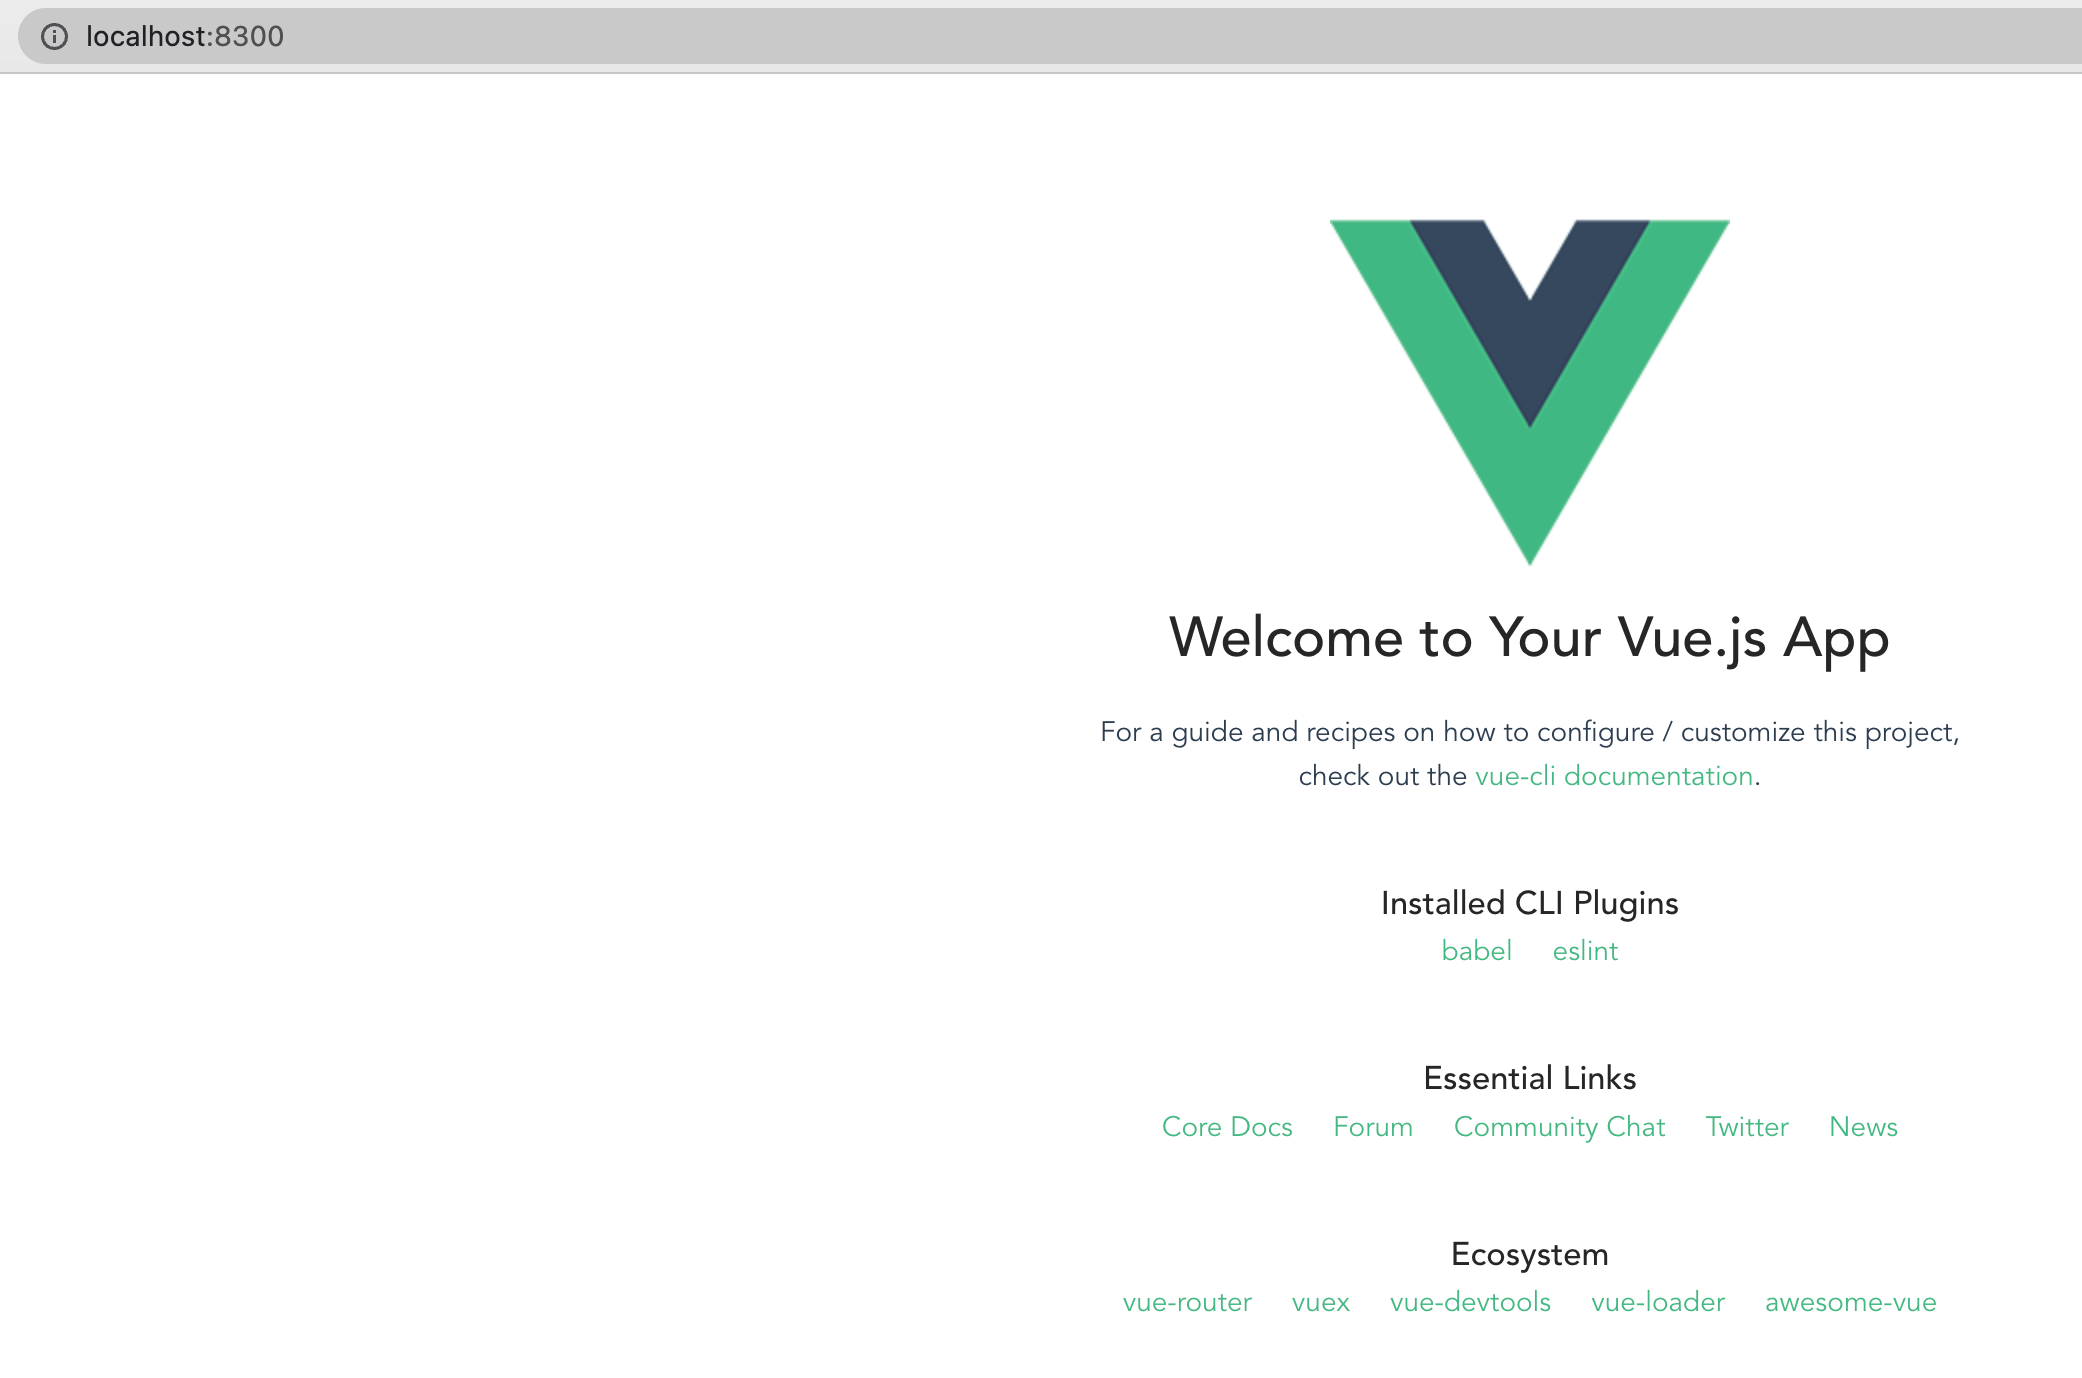 localhost:8300
Welcome to Your Vue.js App
For a guide and recipes on how to configure / customize this project,
check out the vue-cli documentation.
Installed CLI Plugins
babel eslint
Essential Links
Core Docs Forum Community Chat Twitter News
Ecosystem
vue-router vuex vue-devtools vue-loader awesome-vue